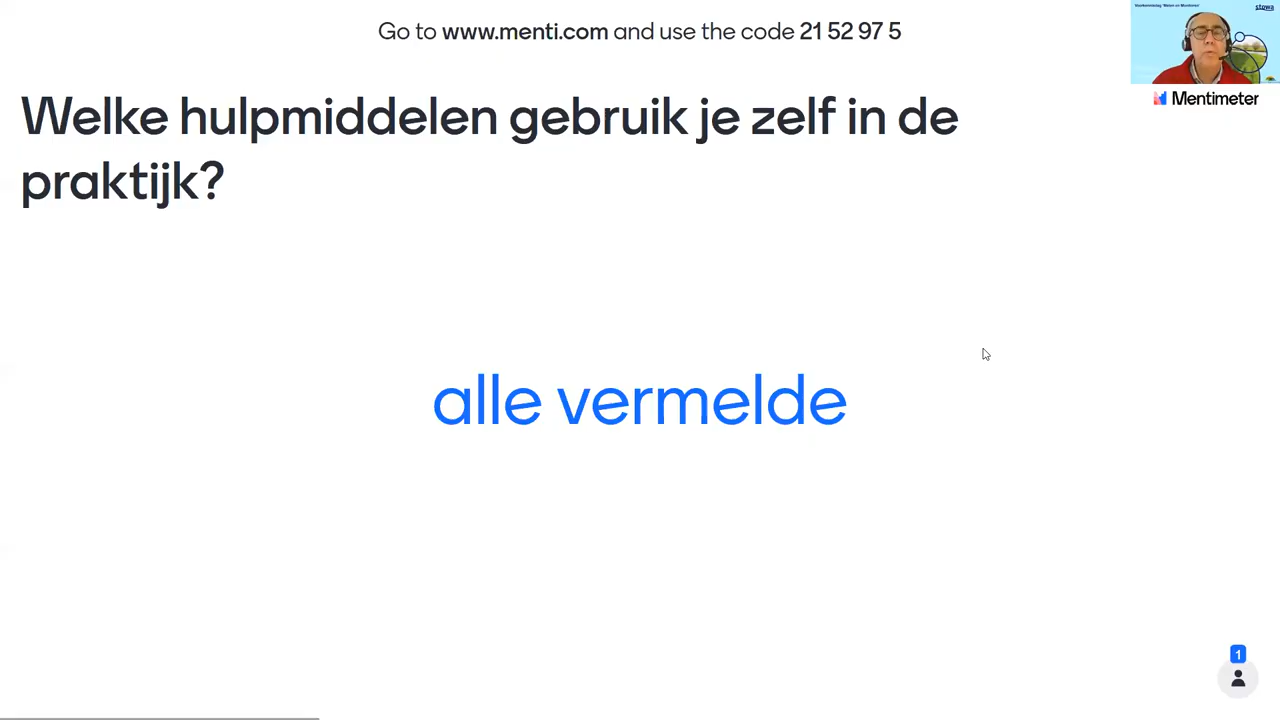 Go to www.menti.com and use the code 21 52 97 5
stowa
Mentimeter
Welke hulpmiddelen gebruik je zelf in de
praktijk?
alle vermelde
1